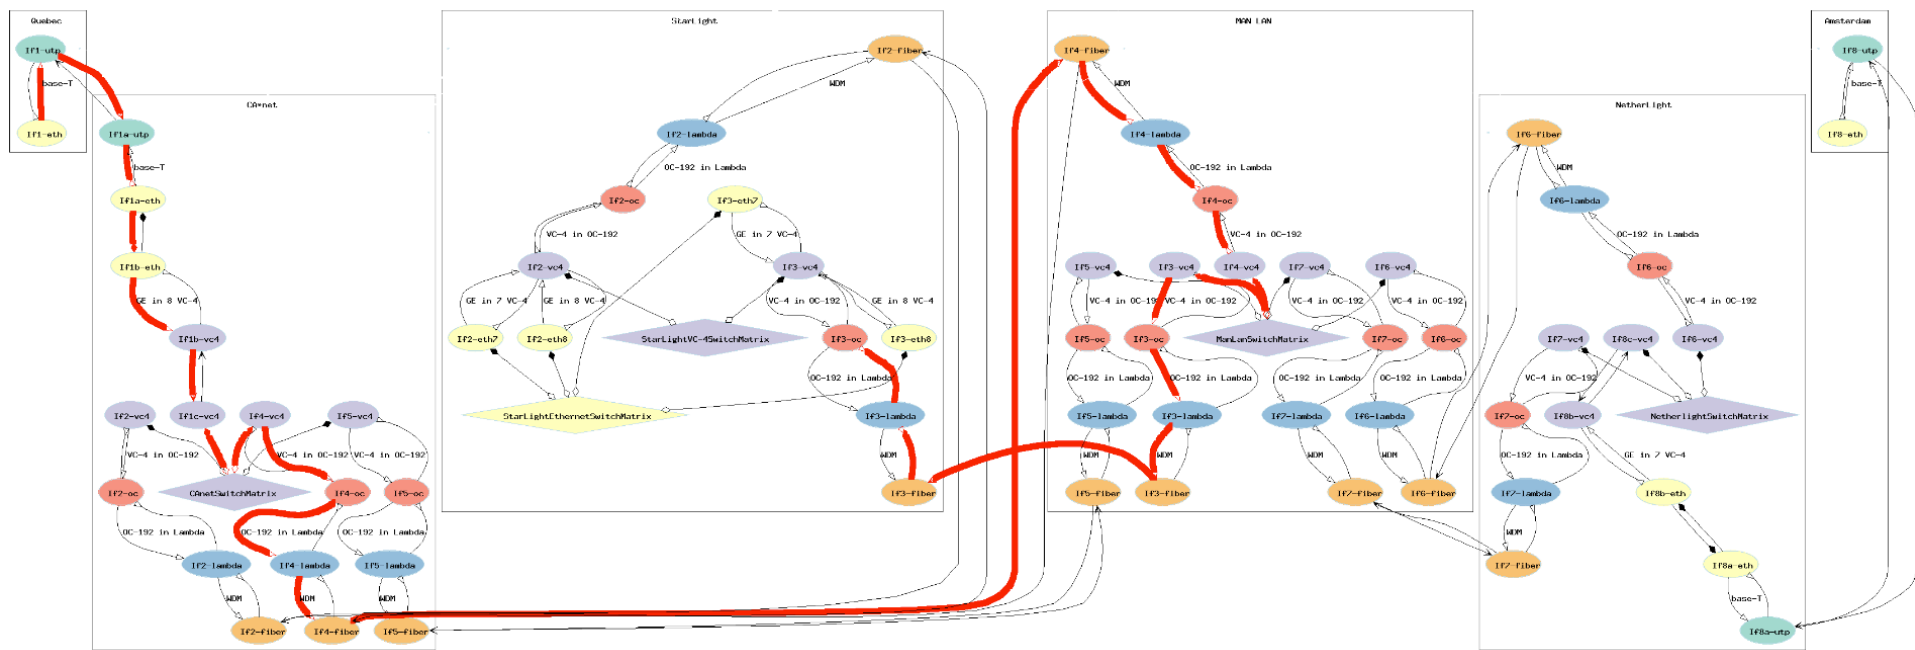 Quebec
If1-utp
base-T
If1-eth
CA*net
If1a-utp
base-T
If1a-eth
If1b-eth
GE in 8 VC-4
If1b-vc4
If2-vc4
If1c-vc4
If4-vc4
If5-vc4
VC-4 in OC-192
VC-4 in OC-192
VC-4 in OC-192
If2-oc
CAnetSwitchMatrix
If4-oc
If5-oc
OC-192 in Lambda
OC-192 in Lambda
OC-192 in Lambda
If2-lambda
If4-lambda
If5-lambda
WDM
WDM
WDM
If2-fiber
If4-fiber
If5-fiber
StarLight
If2-fiber
WDM
If2-lambda
OC-192 in Lambda
If2-oc
If3-eth7
VC-4 in OC-192
GE in 7 VC-4
If2-vc4
If3-vc4
GE in 7 VC-4
GE in 8 VC-4
VC-4 in OC-192
GE in 8 VC-4
If2-eth7
If2-eth8
StarLightVC-4SwitchMatrix
If3-oc
If3-eth8
OC-192 in Lambda
StarLightEthernetSwitchMatrix
If3-lambda
WDM
If3-fiber
MAN LAN
If4-fiber
WDM
If4-lambda
OC-192 in Lambda
If4-oc
VC-4 in OC-192
If5-vc4
If3-vc4
If4-vc4
If7-vc4
If6-vc4
VC-4 in OC-192
VC-4 in OC-192
VC-4 in OC-192
VC-4 in OC-192
If5-oc
If3-oc
ManLanSwitchMatrix
If7-oc
If6-oc
OC-192 in Lambda
OC-192 in Lambda
OC-192 in Lambda
OC-192 in Lambda
If5-lambda
If3-lambda
If7-lambda
If6-lambda
WDM
WDM
WDM
WDM
If5-fiber
If3-fiber
If7-fiber
If6-fiber
NetherLight
If6-fiber
WDM
If6-lambda
OC-192 in Lambda
If6-oc
VC-4 in OC-192
If7-vc4
If8c-vc4
If6-vc4
VC-4 in OC-192
If7-oc
If8b-vc4
NetherlightSwitchMatrix
OC-192 in Lambda
GE in 7 VC-4
If7-lambda
If8b-eth
WDM
If7-fiber
If8a-eth
base-T
If8a-utp
Amsterdam
If8-utp
base-T
If8-eth